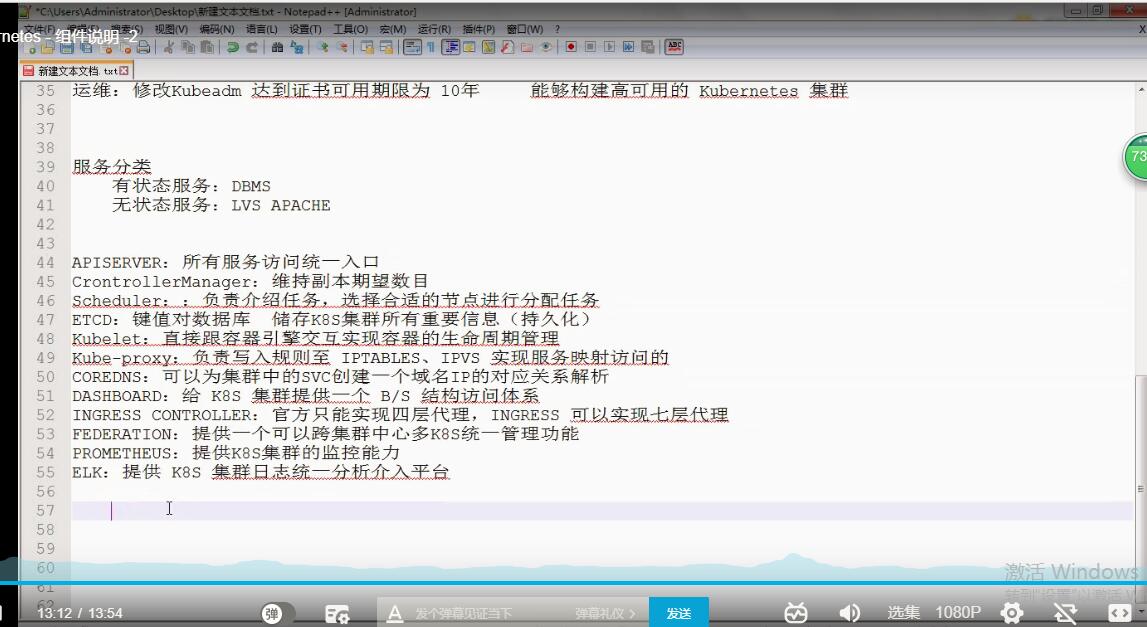 *C:\Users\Administrator\Desktop\新建文本文档.txt - Notepad++ [Administrator]
视图(V) 编码(N) 语言(L) 设置(T) 工具(O) 宏(M) 运行(R) 插件(P) 窗口(W) ? X
rnetes - 组件说明 -2
新建文本文档.txt
35 运维：修改Kubeadm 达到证书可用期限为 10年 能够构建高可用的 Kubernetes 集群
36
37
38
39 服务分类
40 有状态服务：DBMS
41 无状态服务：LVS APACHE
42
43
44 APISERVER：所有服务访问统一入口
45 CrontrollerManager：维持副本期望数目
46 Scheduler：：负责介绍任务，选择合适的节点进行分配任务
47 ETCD：键值对数据库 储存K8S集群所有重要信息（持久化）
48 Kubelet：直接跟容器引擎交互实现容器的生命周期管理
49 Kube-proxy：负责写入规则至 IPTABLES、IPVS 实现服务映射访问的
50 COREDNS：可以为集群中的SVC创建一个域名IP的对应关系解析
51 DASHBOARD：给 K8S 集群提供一个 B/S 结构访问体系
52 INGRESS CONTROLLER：官方只能实现四层代理，INGRESS 可以实现七层代理
53 FEDERATION：提供一个可以跨集群中心多K8S统一管理功能
54 PROMETHEUS：提供K8S集群的监控能力
55 ELK：提供 K8S 集群日志统一分析介入平台
56
57
58
59
60
61
73
激活 Windows
13:12 / 13:54 弹 发个弹幕见证当下 弹幕礼仪 > 发送 选集 1080P